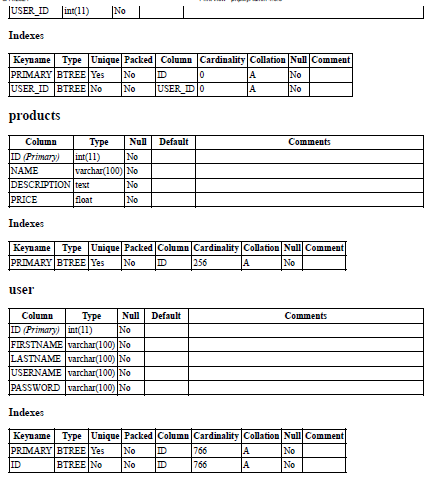 USER_ID int(11) No
Indexes
Keyname Type Unique Packed Column Cardinality Collation Null Comment
PRIMARY BTREE Yes No ID 0 A No
USER_ID BTREE No No USER_ID 0 A No
products
Column Type Null Default Comments
ID (Primary) int(11) No
NAME varchar(100) No
DESCRIPTION text No
PRICE float No
Indexes
Keyname Type Unique Packed Column Cardinality Collation Null Comment
PRIMARY BTREE Yes No ID 256 A No
user
Column Type Null Default Comments
ID (Primary) int(11) No
FIRSTNAME varchar(100) No
LASTNAME varchar(100) No
USERNAME varchar(100) No
PASSWORD varchar(100) No
Indexes
Keyname Type Unique Packed Column Cardinality Collation Null Comment
PRIMARY BTREE Yes No ID 766 A No
ID BTREE No No ID 766 A No